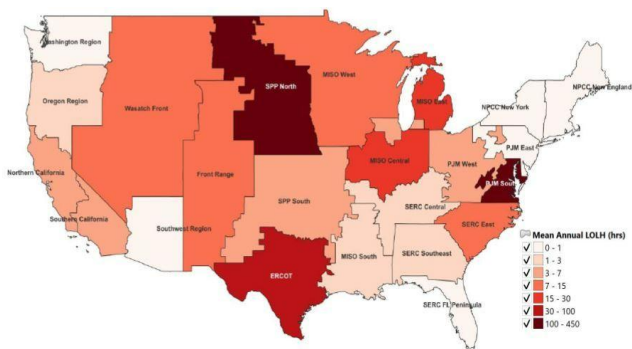 Washington Region
Oregon Region
Northern California
Southern California
Wasatch Front
Front Range
Southwest Region
SPP North
SPP South
ERCOT
MISO West
MISO Central
MISO East
MISO South
SERC Central
SERC Southeast
SERC East
SERC FL Peninsula
PJM West
PJM East
PJM South
NPCC New York
NPCC New England
Mean Annual LOLH (hrs)
0 - 1
1 - 3
3 - 7
7 - 15
15 - 30
30 - 100
100 - 450